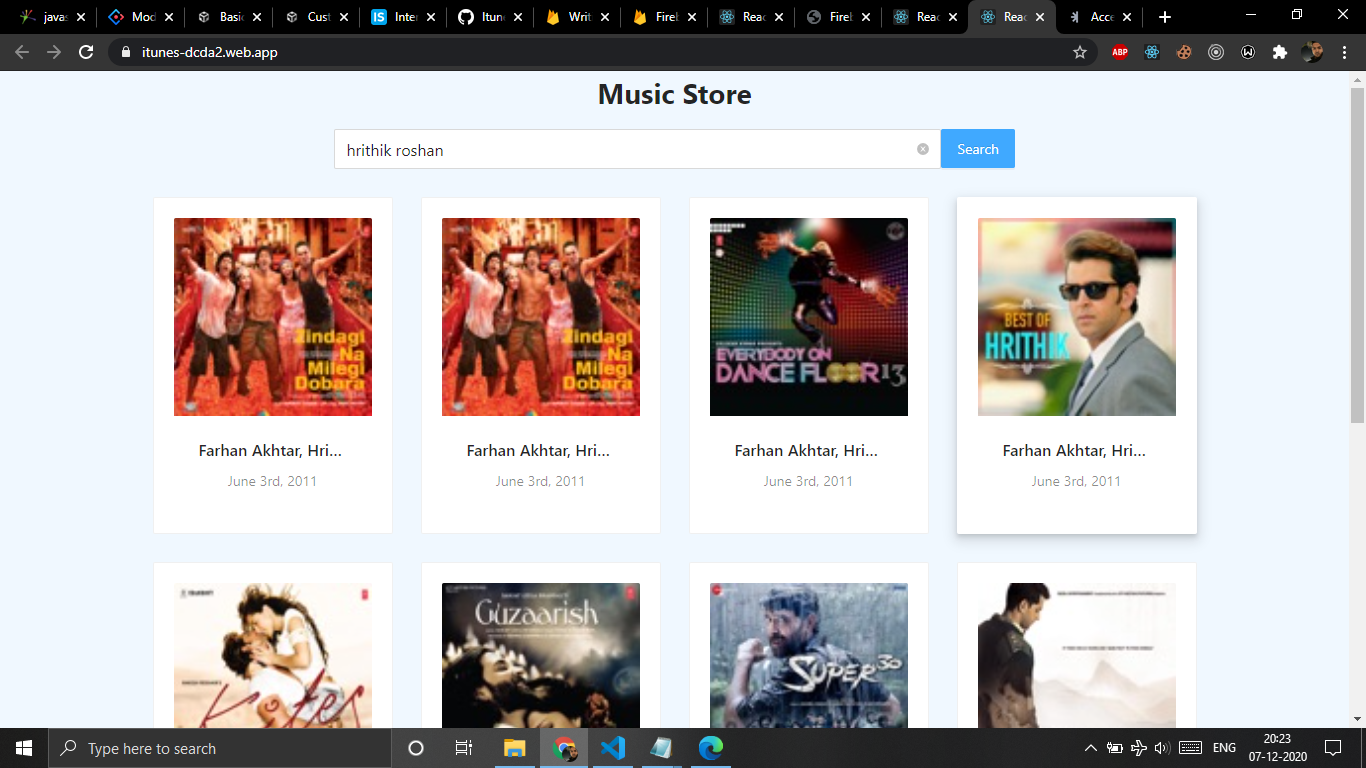 javas
Mod
Basic
Cust
Inter
Itune
Writ
Fireb
Reac
Fireb
Reac
Reac
Acce
itunes-dcda2.web.app
ABP
Music Store
hrithik roshan
Search
Zindagi
Na
Milegi
Dobara
Zindagi
Na
Milegi
Dobara
EVERYBODY ON
DANCE FLOOR 13
BEST OF
HRITHIK
Farhan Akhtar, Hri...
Farhan Akhtar, Hri...
Farhan Akhtar, Hri...
Farhan Akhtar, Hri...
June 3rd, 2011
June 3rd, 2011
June 3rd, 2011
June 3rd, 2011
Kites
Guzaarish
SUPER 30
Type here to search
ENG
20:23
07-12-2020